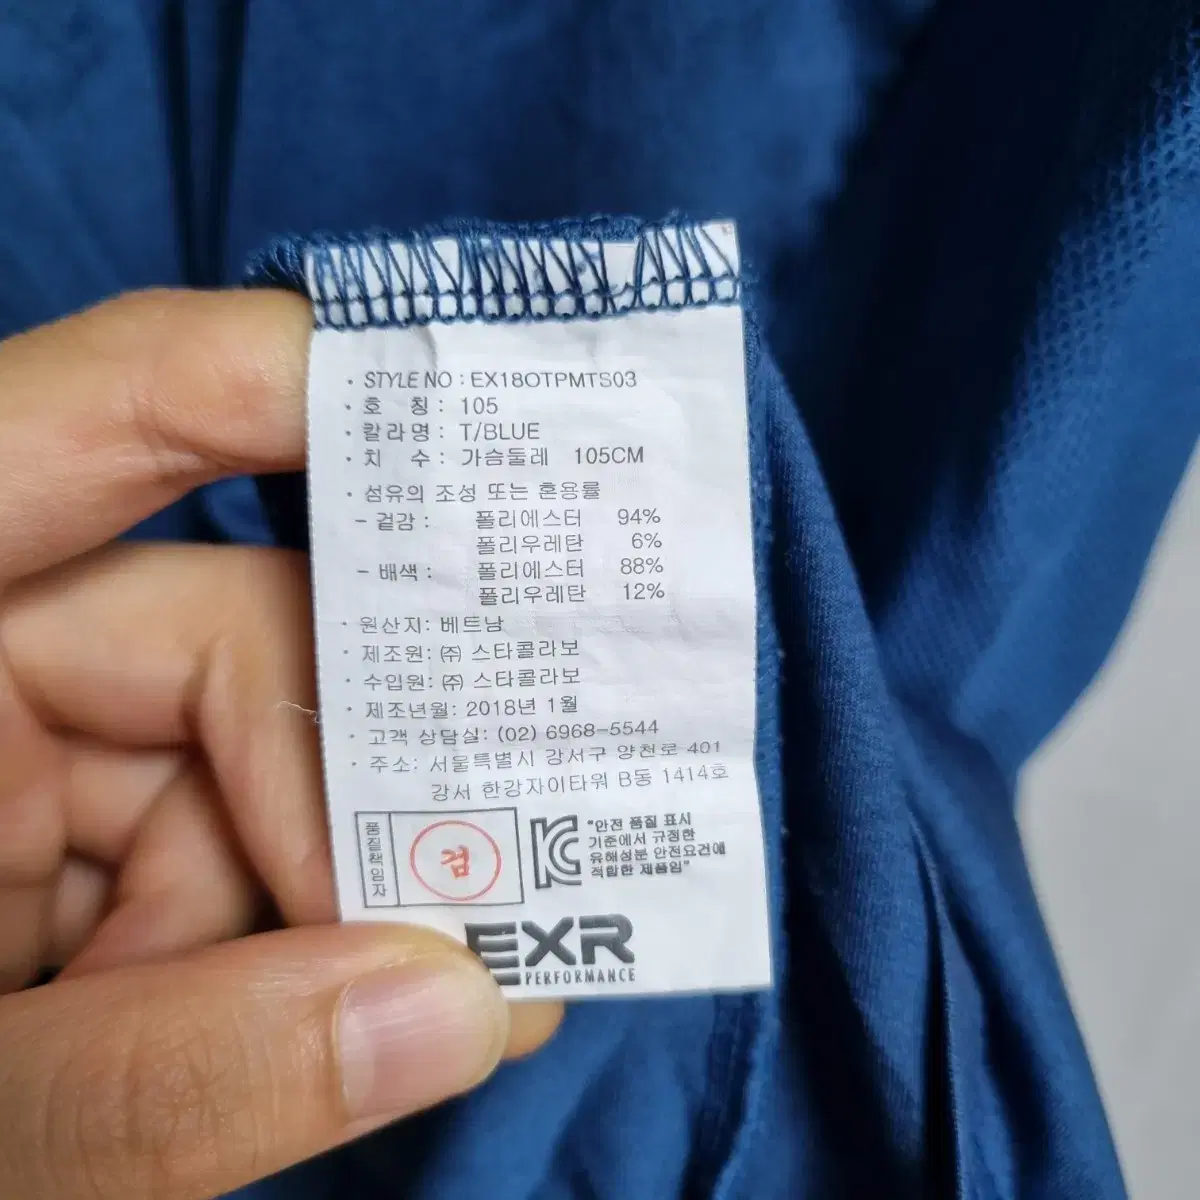 · STYLE NO : EX18OTPMTS03
· 호 칭 : 105
· 칼라명 : T/BLUE
· 치 수 : 가슴둘레 105CM
· 섬유의 조성 또는 혼용률
- 겉감 : 폴리에스터 94%
폴리우레탄 6%
- 배색 : 폴리에스터 88%
폴리우레탄 12%
· 원산지: 베트남
· 제조원: ㈜ 스타콜라보
· 수입원: ㈜ 스타콜라보
· 제조년월: 2018년 1월
· 고객 상담실: (02) 6968-5544
· 주소: 서울특별시 강서구 양천로 401
강서 한강자이타워 B동 1414호
품질책임자
검
"안전 품질 표시
기준에서 규정한
유해성분 안전요건에
적합한 제품임"
EXR
PERFORMANCE